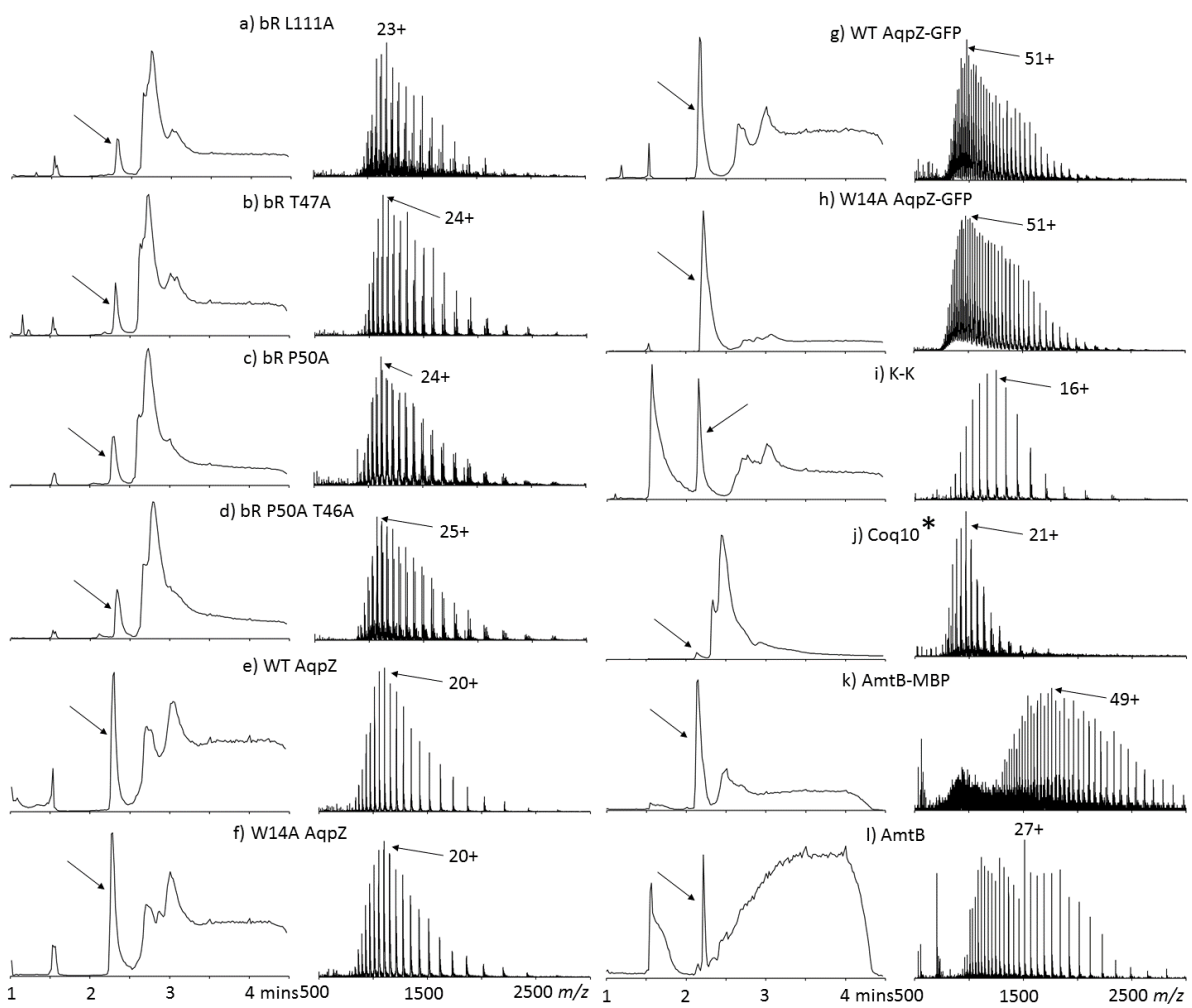 a) bR L111A
23+
b) bR T47A
24+
c) bR P50A
24+
d) bR P50A T46A
25+
e) WT AqpZ
20+
f) W14A AqpZ
20+
1 2 3 4 mins 500 1500 2500 m/z
g) WT AqpZ-GFP
51+
h) W14A AqpZ-GFP
51+
i) K-K
16+
j) Coq10 *
21+
k) AmtB-MBP
49+
l) AmtB
27+
1 2 3 4 mins 500 1500 2500 m/z